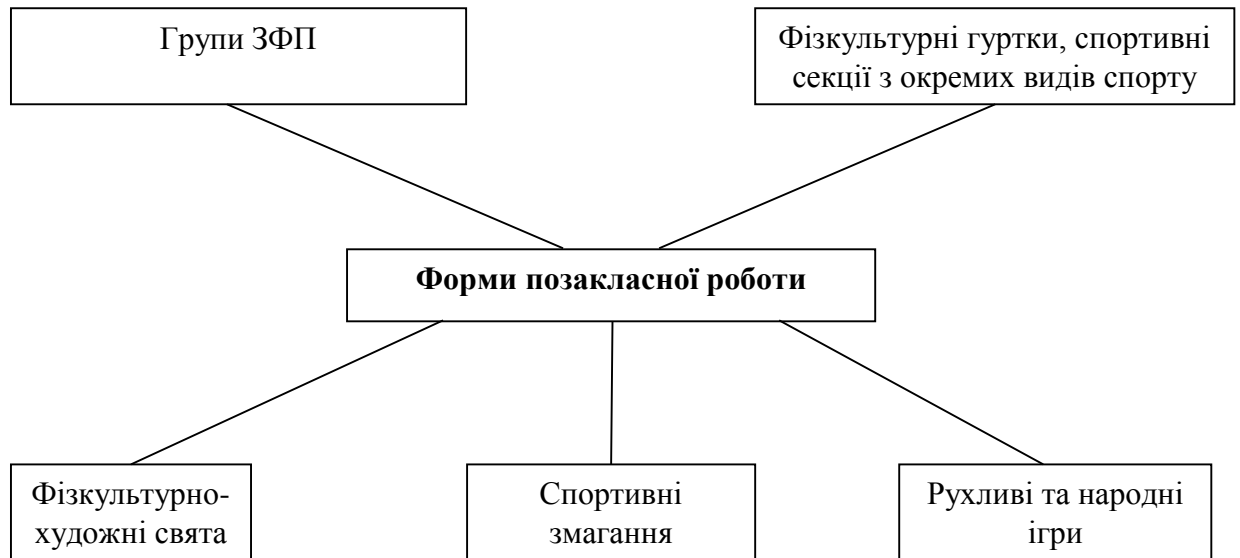 Групи ЗФП
Фізкультурні гуртки, спортивні
секції з окремих видів спорту
Форми позакласної роботи
Фізкультурно-
художні свята
Спортивні
змагання
Рухливі та народні
ігри